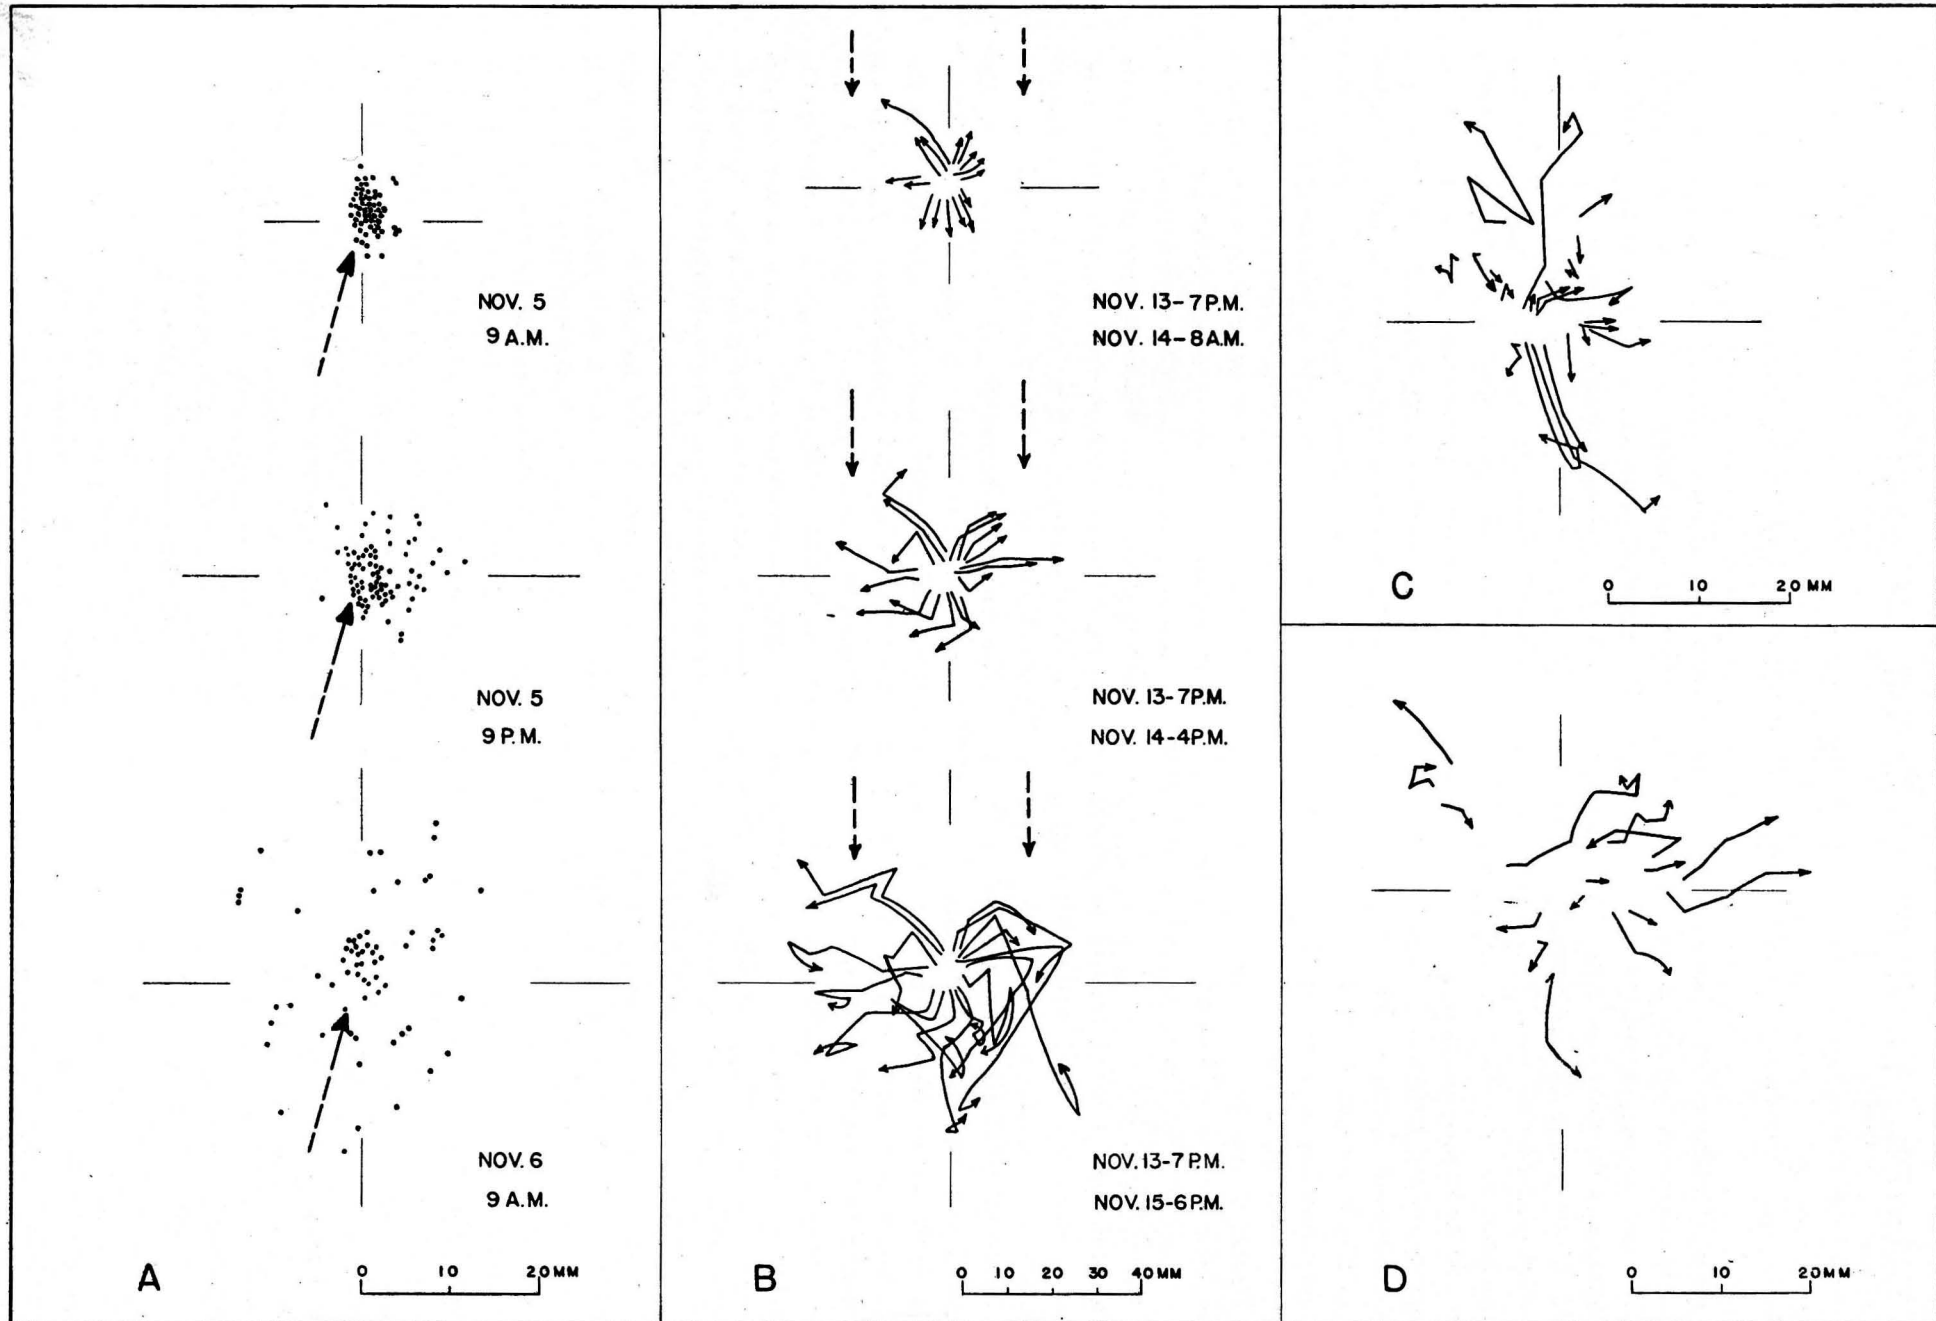 NOV. 5
9 A.M.
NOV. 5
9 P.M.
NOV. 6
9 A.M.
A
0 10 20 MM
NOV. 13-7 P.M.
NOV. 14-8 A.M.
NOV. 13-7 P.M.
NOV. 14-4 P.M.
NOV. 13-7 P.M.
NOV. 15-6 P.M.
B
0 10 20 30 40 MM
C
0 10 20 MM
D
0 10 20 MM